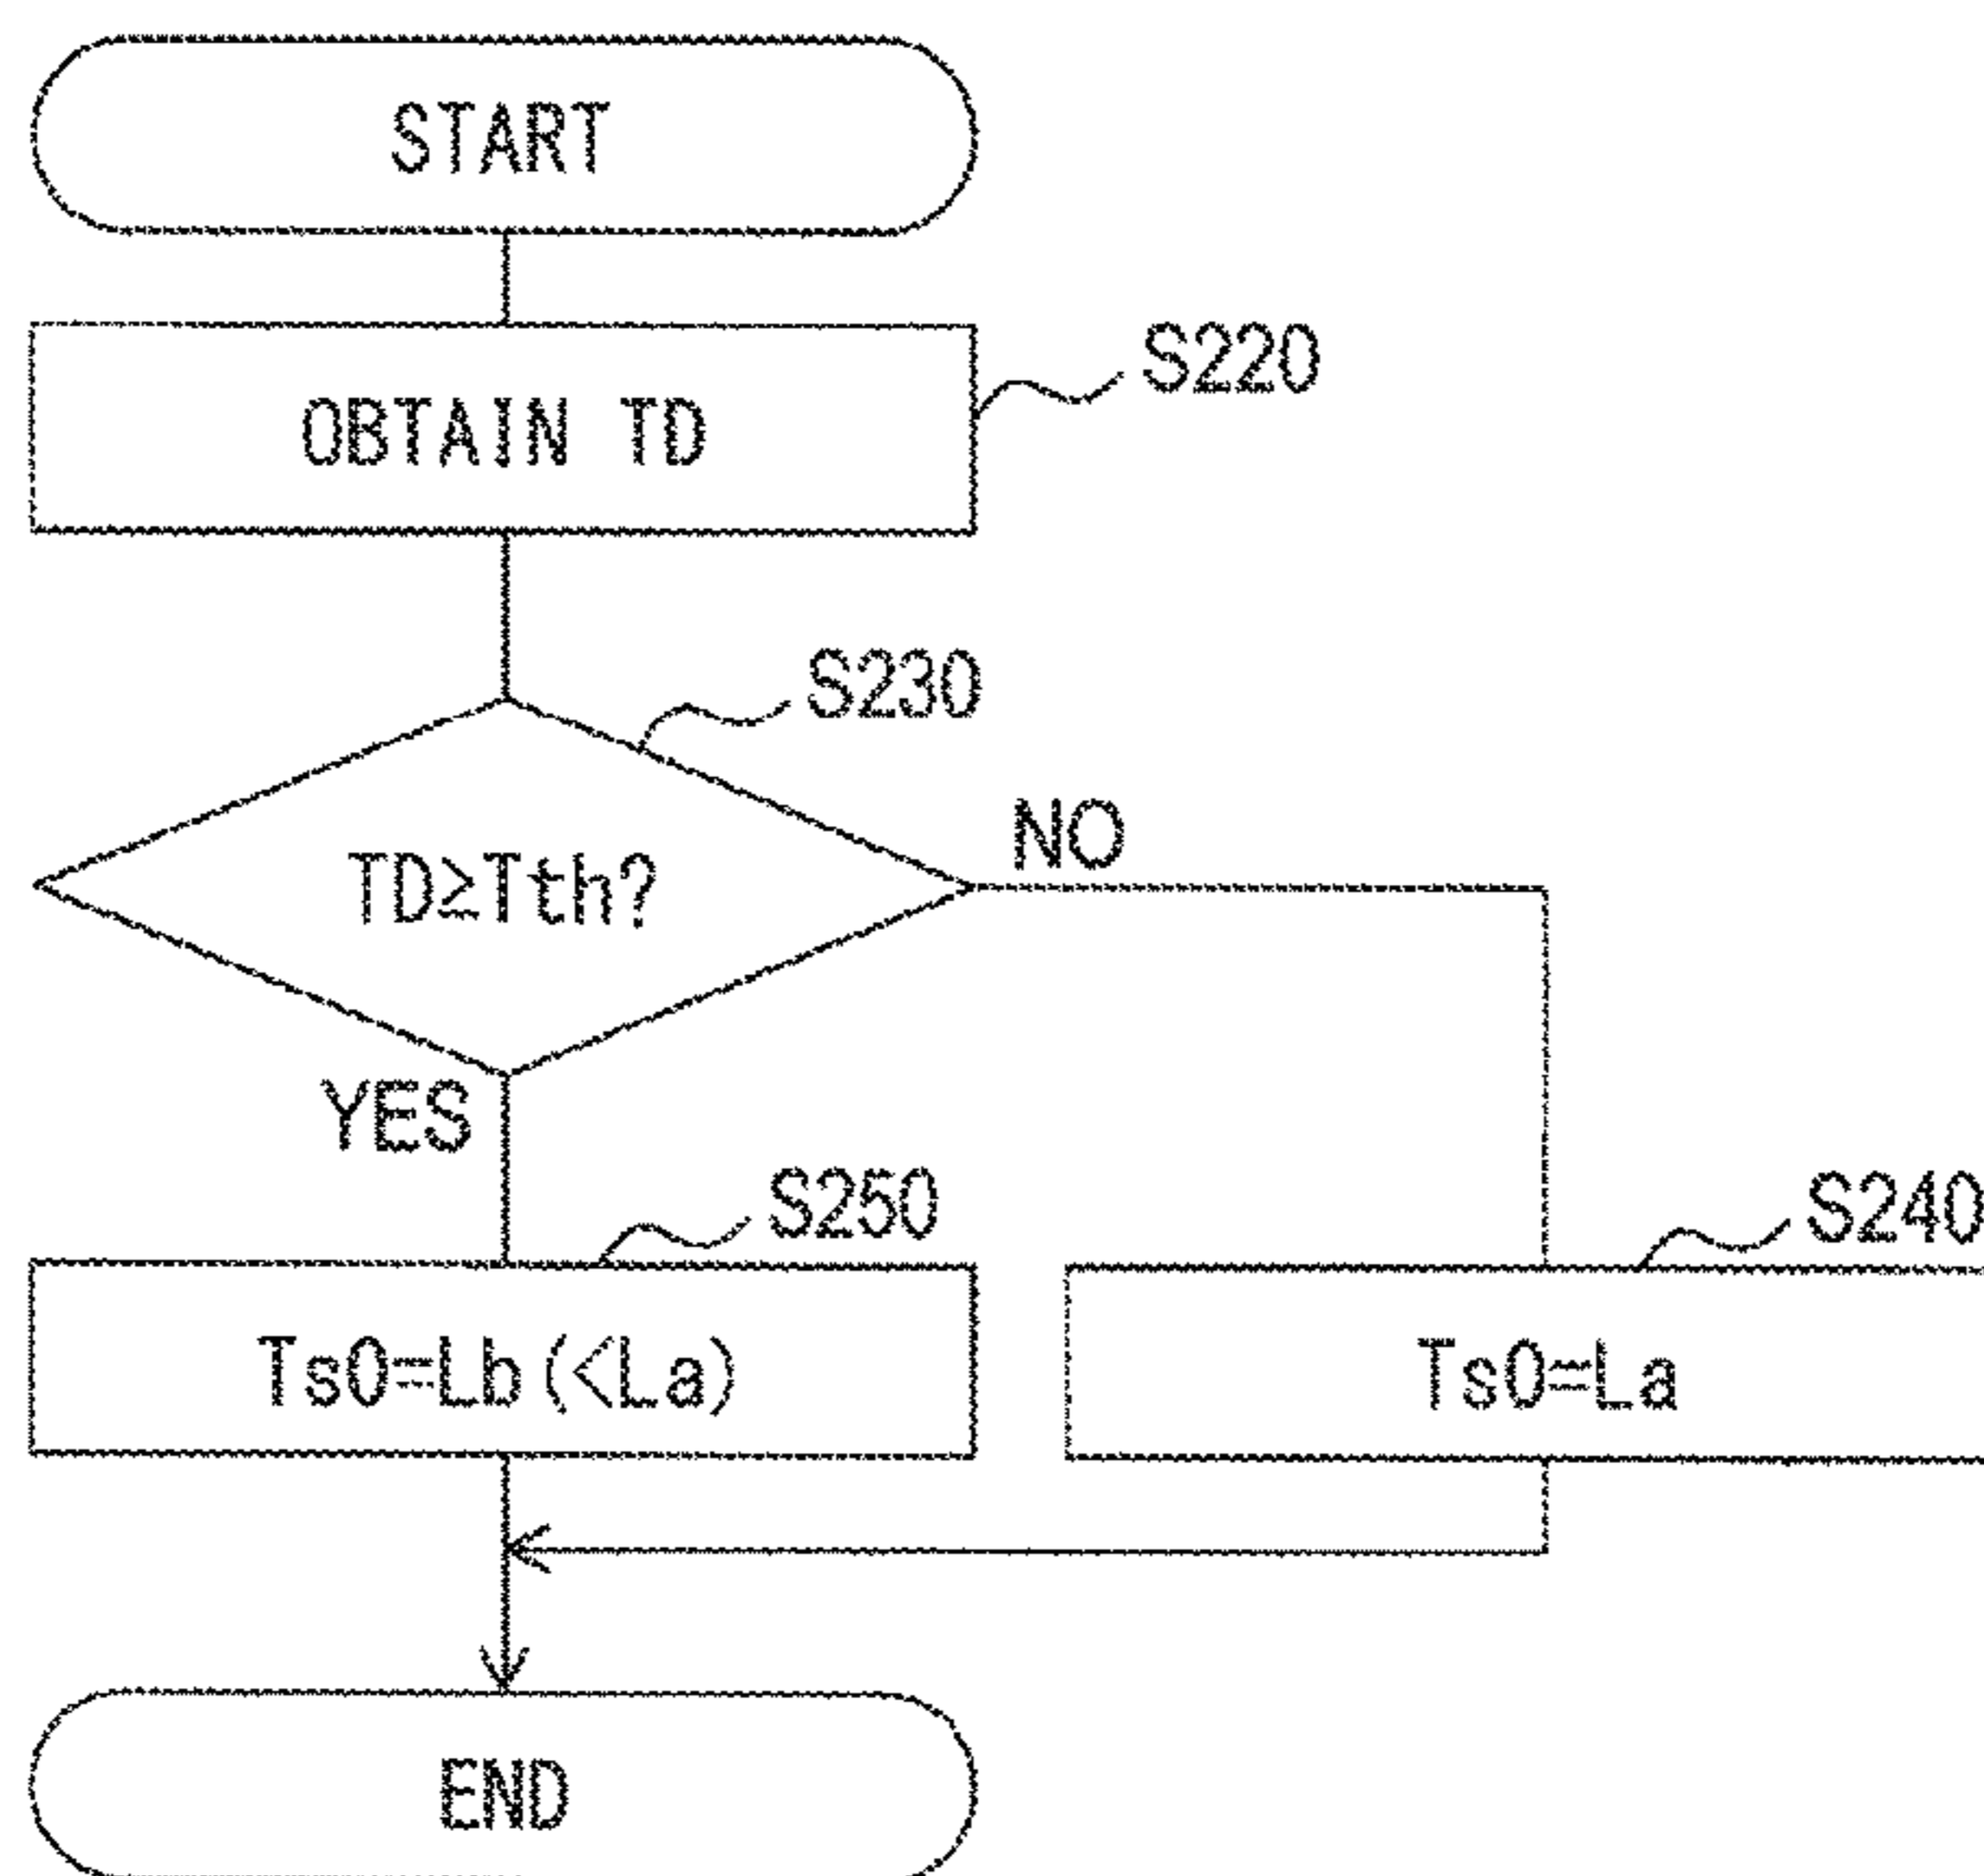 START
OBTAIN TD
S220
S230
TD≥Tth?
NO
YES
S250
S240
Ts0=Lb(<La)
Ts0=La
END